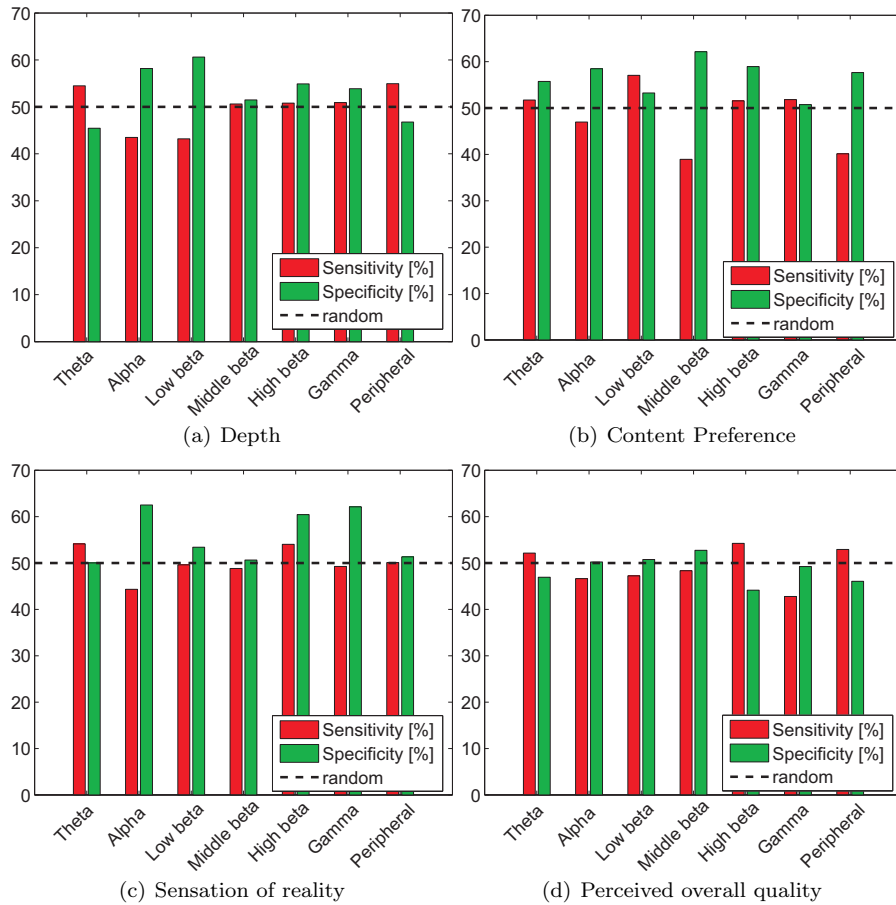 70
60
50
40
30
20
10
0
Sensitivity [%]
Specificity [%]
random
Theta
Alpha
Low beta
Middle beta
High beta
Gamma
Peripheral
(a) Depth
70
60
50
40
30
20
10
0
Sensitivity [%]
Specificity [%]
random
Theta
Alpha
Low beta
Middle beta
High beta
Gamma
Peripheral
(b) Content Preference
70
60
50
40
30
20
10
0
Sensitivity [%]
Specificity [%]
random
Theta
Alpha
Low beta
Middle beta
High beta
Gamma
Peripheral
(c) Sensation of reality
70
60
50
40
30
20
10
0
Sensitivity [%]
Specificity [%]
random
Theta
Alpha
Low beta
Middle beta
High beta
Gamma
Peripheral
(d) Perceived overall quality